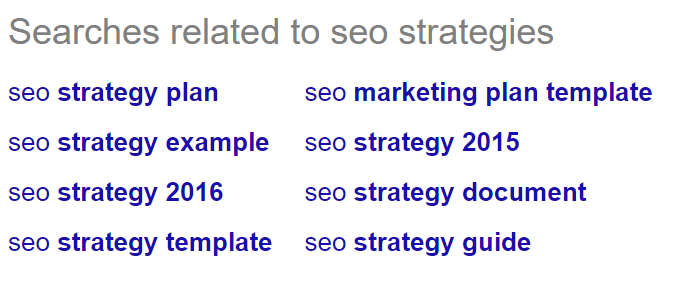 Searches related to seo strategies
seo strategy plan
seo strategy example
seo strategy 2016
seo strategy template
seo marketing plan template
seo strategy 2015
seo strategy document
seo strategy guide